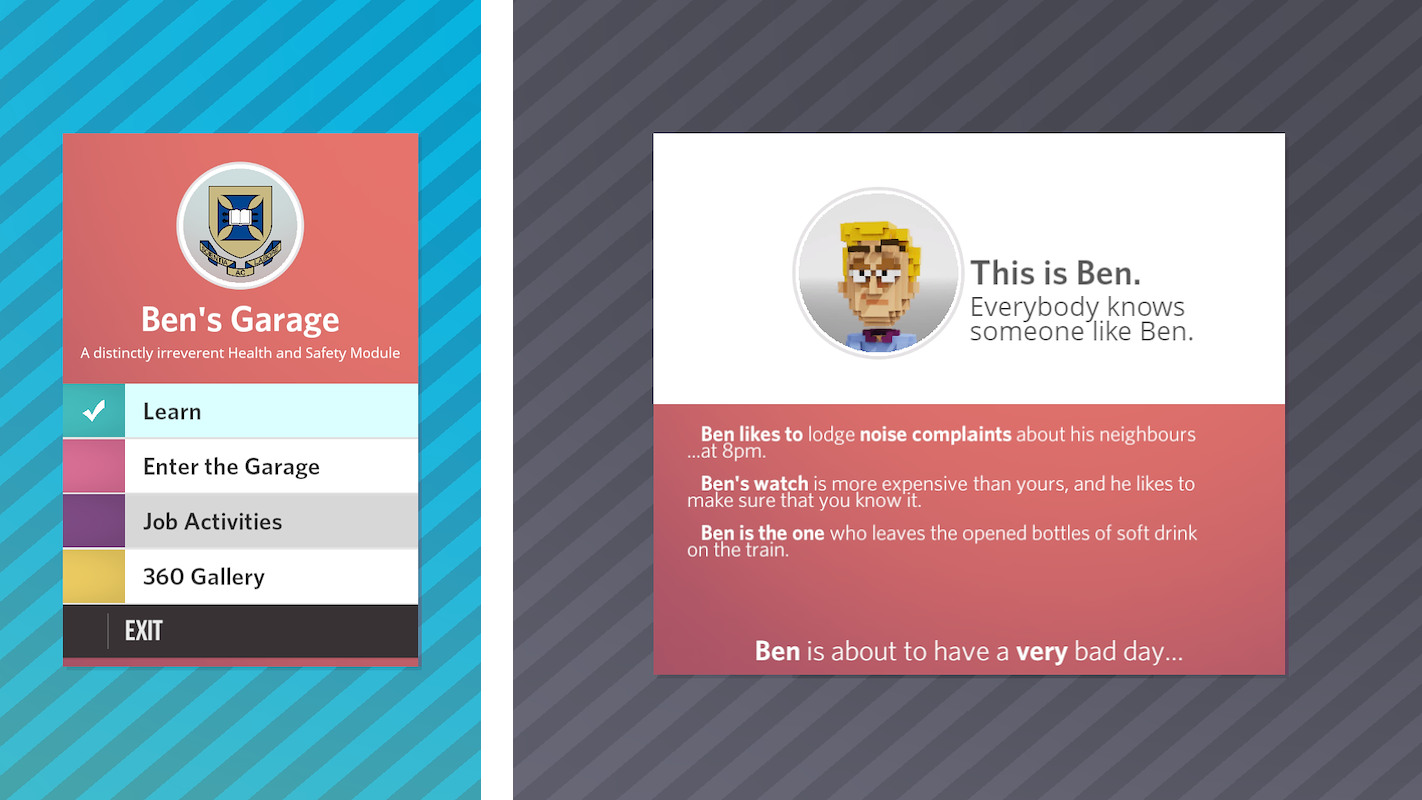 AC
Ben's Garage
A distinctly irreverent Health and Safety Module
Learn
Enter the Garage
Job Activities
360 Gallery
EXIT
This is Ben.
Everybody knows
someone like Ben.
Ben likes to lodge noise complaints about his neighbours
...at 8pm.
Ben's watch is more expensive than yours, and he likes to
make sure that you know it.
Ben is the one who leaves the opened bottles of soft drink
on the train.
Ben is about to have a very bad day...